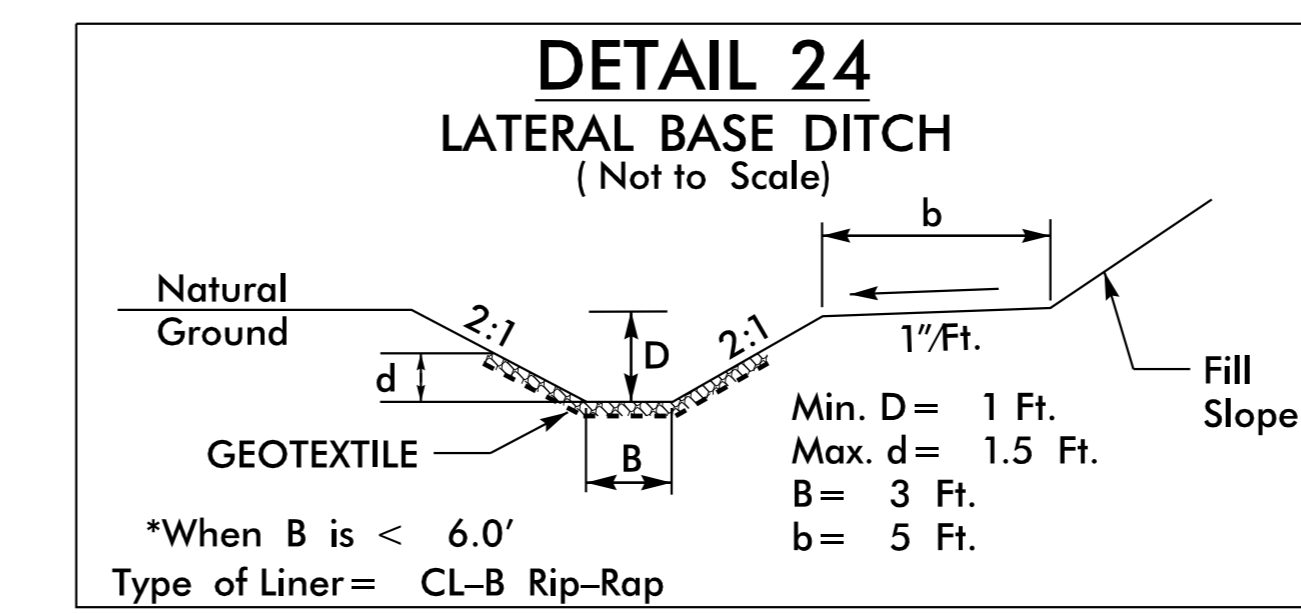 DETAIL 24
LATERAL BASE DITCH
( Not to Scale)
b
Natural
Ground
2:1
D
2:1
1"/Ft.
d
Fill
Slope
GEOTEXTILE
B
Min. D = 1 Ft.
Max. d = 1.5 Ft.
B = 3 Ft.
b = 5 Ft.
*When B is < 6.0'
Type of Liner = CL-B Rip-Rap